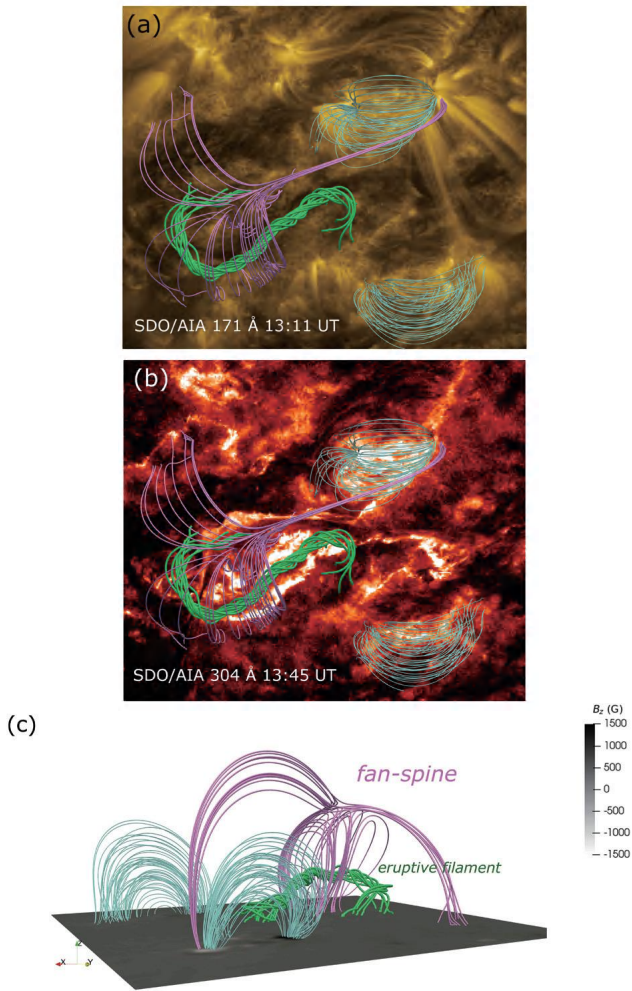 (a)
SDO/AIA 171 Å 13:11 UT
(b)
SDO/AIA 304 Å 13:45 UT
(c)
B_z (G)
1500
1000
500
0
-500
-1000
-1500
fan-spine
eruptive filament
Z
X
Y